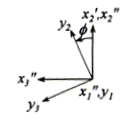 y₂ ϕ x₂′,x₂″
x₃″
y₃ x₁″,y₁